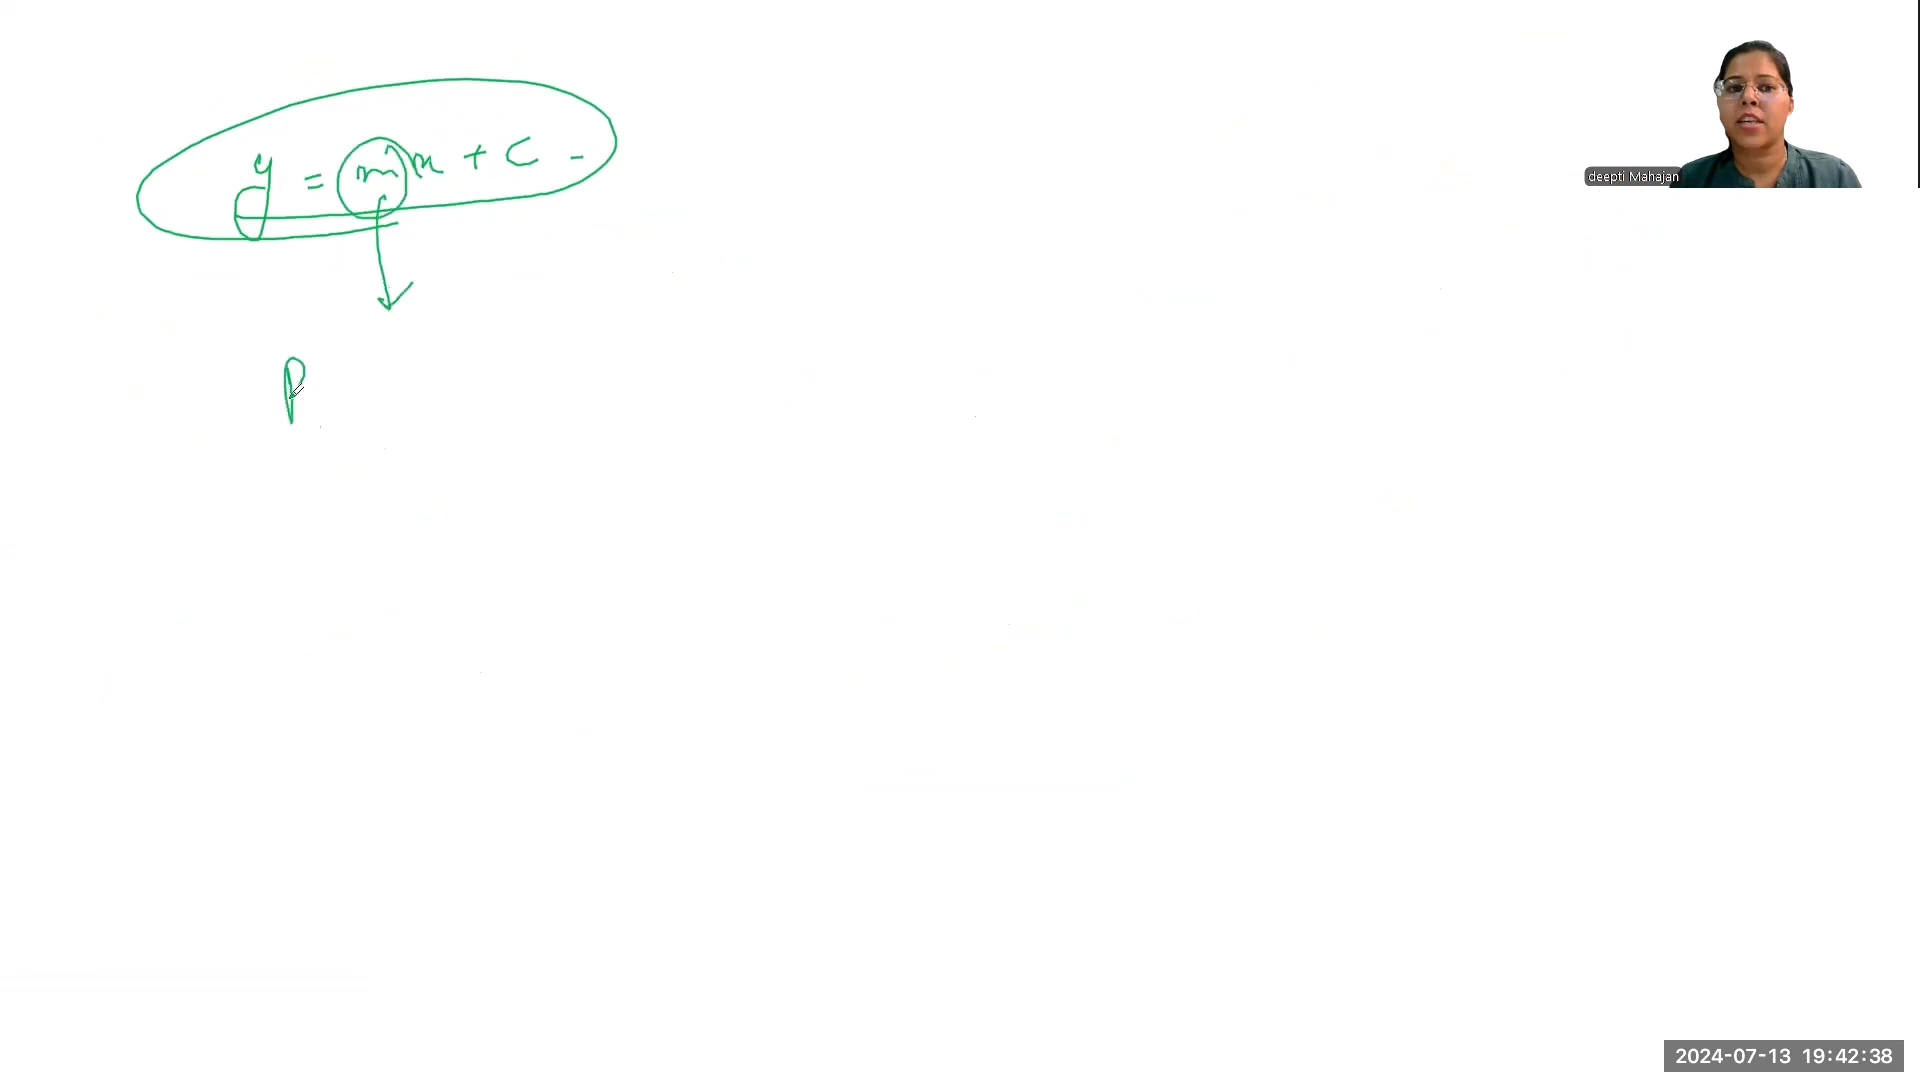 y = mx + c -
P
deepti Mahajan
2024-07-13 19:42:38